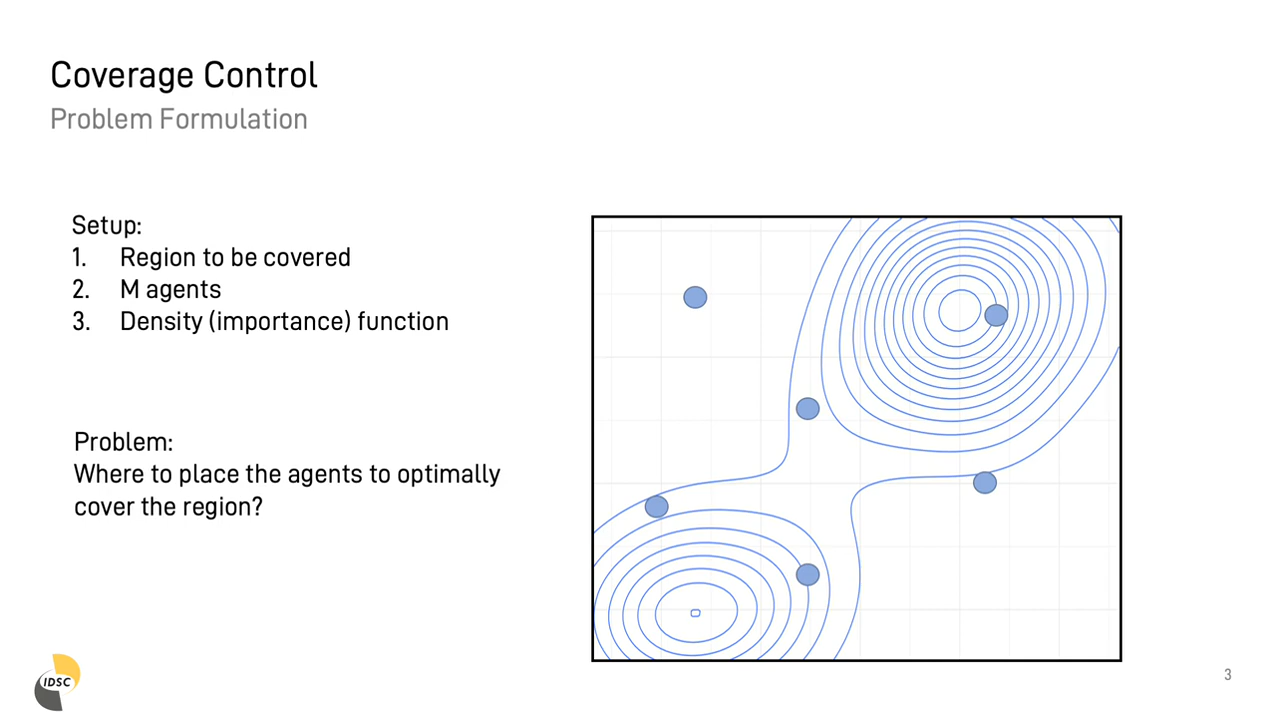 Coverage Control
Problem Formulation
Setup:
1. Region to be covered
2. M agents
3. Density (importance) function
Problem:
Where to place the agents to optimally
cover the region?
IDSC
3